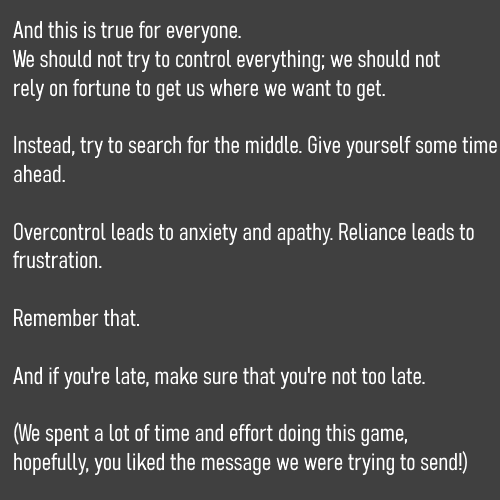 And this is true for everyone.
We should not try to control everything; we should not
rely on fortune to get us where we want to get.
Instead, try to search for the middle. Give yourself some time
ahead.
Overcontrol leads to anxiety and apathy. Reliance leads to
frustration.
Remember that.
And if you're late, make sure that you're not too late.
(We spent a lot of time and effort doing this game,
hopefully, you liked the message we were trying to send!)